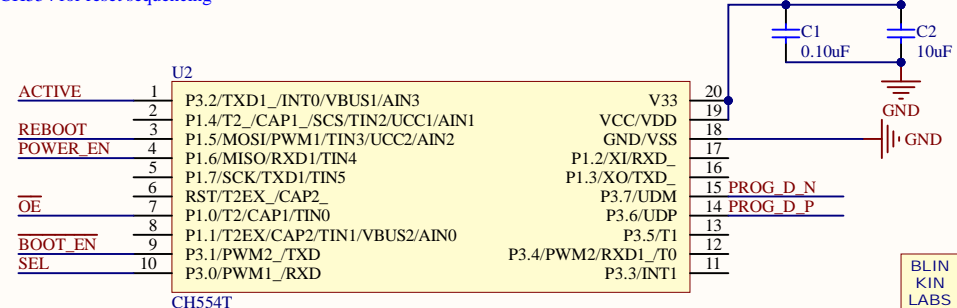 CH554 for reset sequencing
C1
0.10uF
C2
10uF
GND
GND
U2
ACTIVE 1 P3.2/TXD1_/INT0/VBUS1/AIN3 V33 20
2 P1.4/T2_/CAP1_/SCS/TIN2/UCC1/AIN1 VCC/VDD 19
REBOOT 3 P1.5/MOSI/PWM1/TIN3/UCC2/AIN2 GND/VSS 18
POWER_EN 4 P1.6/MISO/RXD1/TIN4 P1.2/XI/RXD_ 17
5 P1.7/SCK/TXD1/TIN5 P1.3/XO/TXD_ 16
6 RST/T2EX_/CAP2_ P3.7/UDM 15 PROG_D_N
OE 7 P1.0/T2/CAP1/TIN0 P3.6/UDP 14 PROG_D_P
8 P1.1/T2EX/CAP2/TIN1/VBUS2/AIN0 P3.5/T1 13
BOOT_EN 9 P3.1/PWM2_/TXD P3.4/PWM2/RXD1_/T0 12
SEL 10 P3.0/PWM1_/RXD P3.3/INT1 11
CH554T
BLIN
KIN
LABS